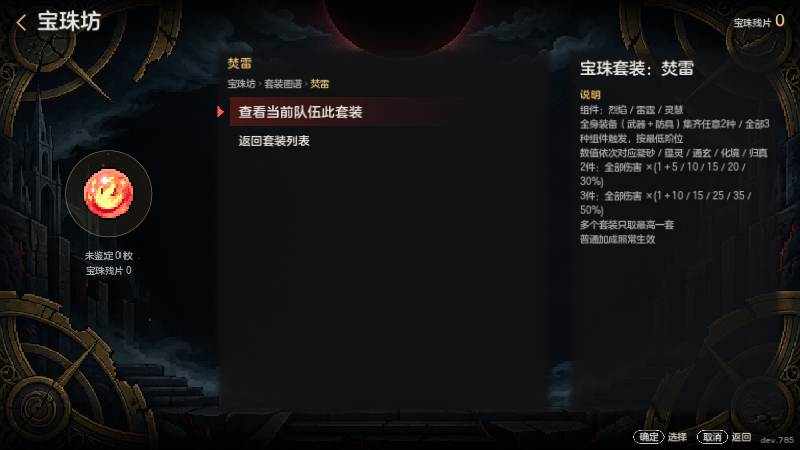 宝珠坊
宝珠残片 0
焚雷
宝珠坊 › 套装图谱 › 焚雷
查看当前队伍此套装
返回套装列表
未鉴定 0 枚
宝珠残片 0
宝珠套装：焚雷
说明
组件：烈焰 / 雷霆 / 灵慧
全身装备（武器 + 防具）集齐任意2种 / 全部3
种组件触发，按最低阶位
数值依次对应凝砂 / 蕴灵 / 通玄 / 化境 / 归真
2件：全部伤害 ×(1 + 5 / 10 / 15 / 20 /
30%)
3件：全部伤害 ×(1 + 10 / 15 / 25 / 35 /
50%)
多个套装只取最高一套
普通加成照常生效
确定 选择 取消 返回
dev.785